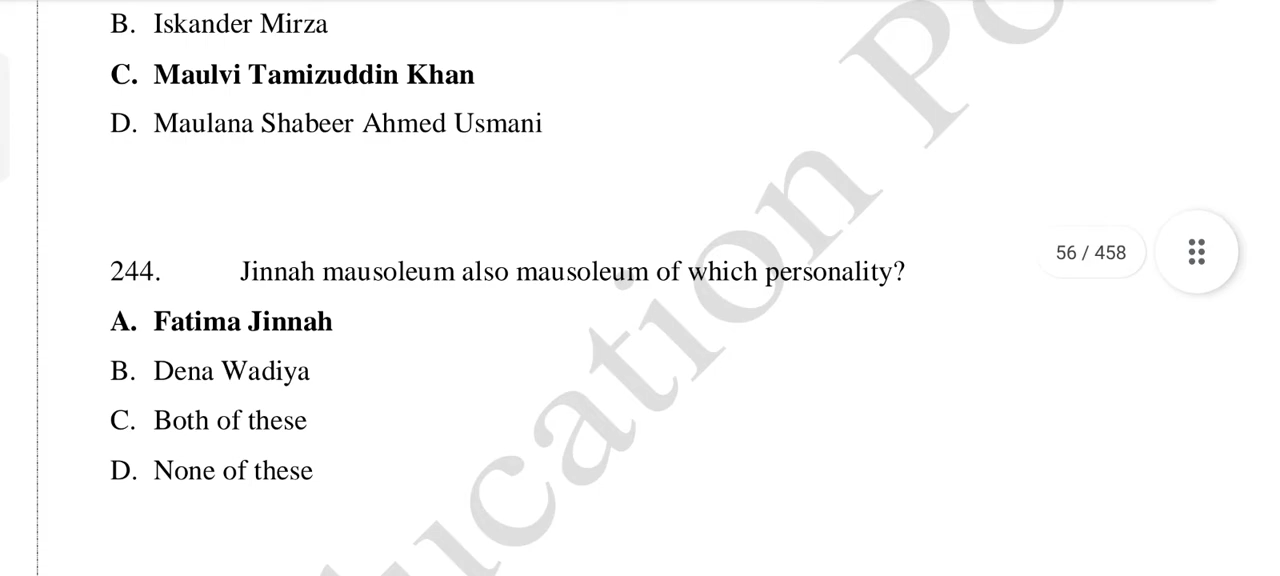 B. Iskander Mirza
C. Maulvi Tamizuddin Khan
D. Maulana Shabeer Ahmed Usmani
56 / 458
244. Jinnah mausoleum also mausoleum of which personality?
A. Fatima Jinnah
B. Dena Wadiya
C. Both of these
D. None of these